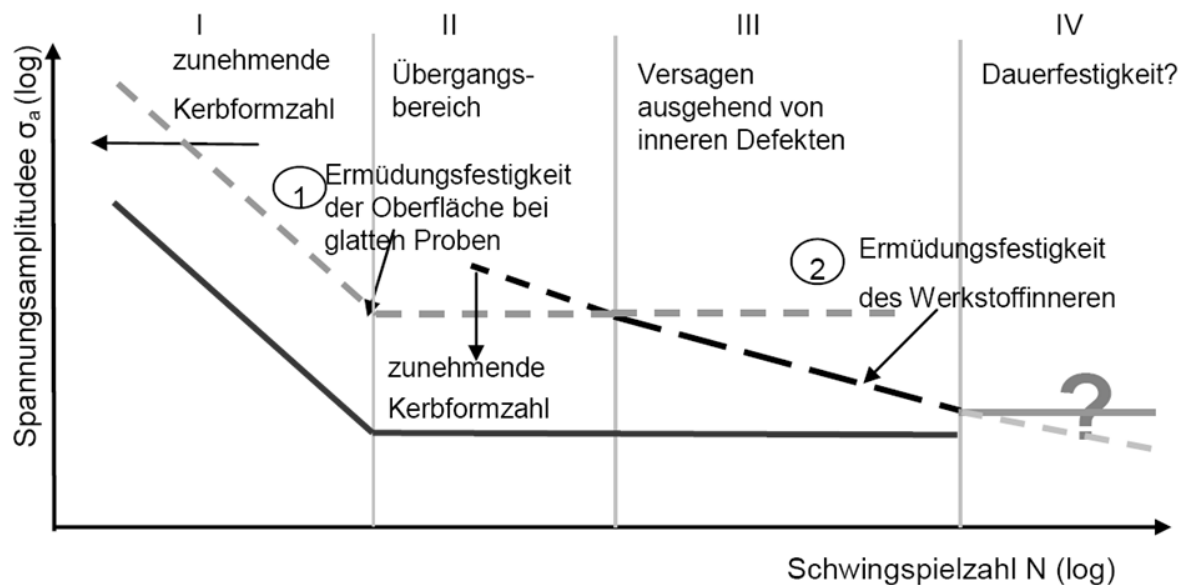 I
II
III
IV
zunehmende
Kerbformzahl
Übergangs-
bereich
Versagen
ausgehend von
inneren Defekten
Dauerfestigkeit?
1
Ermüdungsfestigkeit
der Oberfläche bei
glatten Proben
2
Ermüdungsfestigkeit
des Werkstoffinneren
zunehmende
Kerbformzahl
?
Spannungsamplitudee σa (log)
Schwingspielzahl N (log)